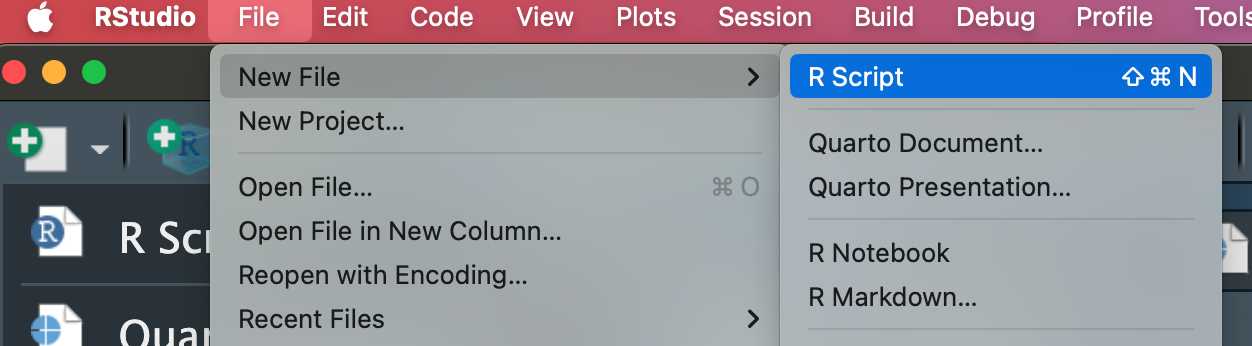 RStudio File Edit Code View Plots Session Build Debug Profile Tools
New File
R Script ⇧ ⌘ N
New Project...
Quarto Document...
Open File... ⌘ O
Quarto Presentation...
R
R Scr
Open File in New Column...
R Notebook
Reopen with Encoding...
R Markdown...
Recent Files
Quar